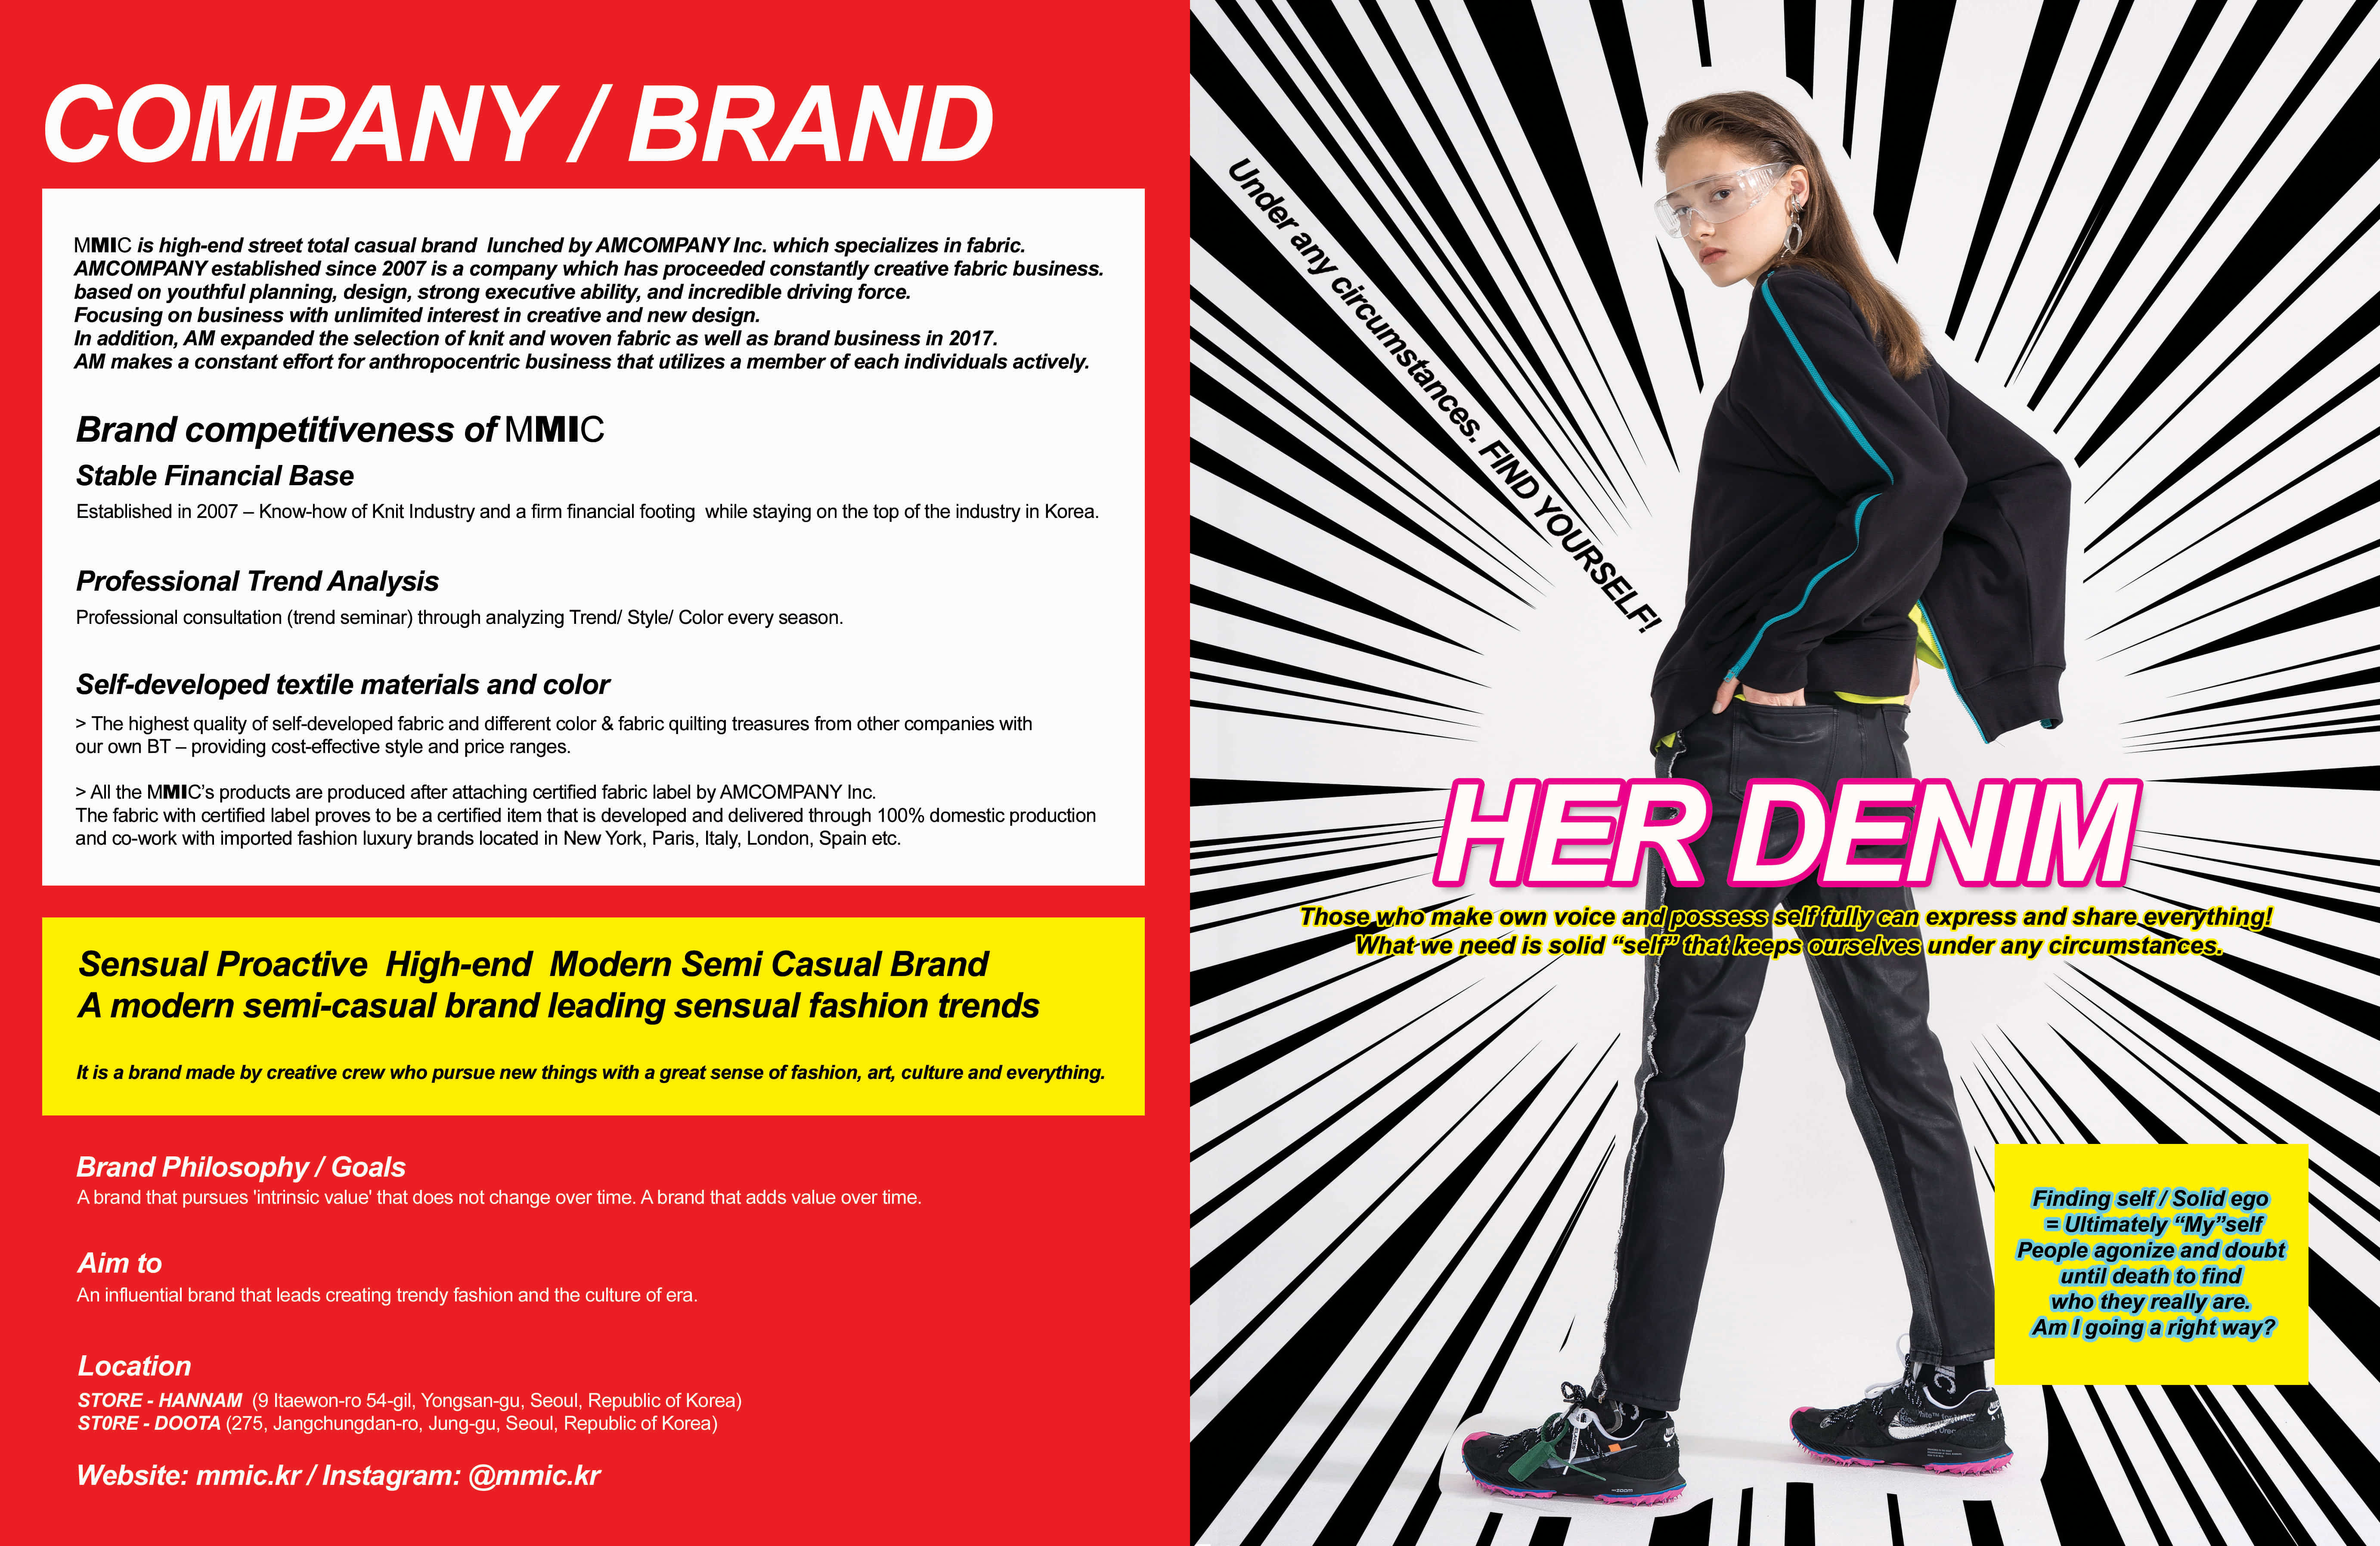 COMPANY / BRAND
MMIC is high-end street total casual brand lunched by AMCOMPANY Inc. which specializes in fabric.
AMCOMPANY established since 2007 is a company which has proceeded constantly creative fabric business.
based on youthful planning, design, strong executive ability, and incredible driving force.
Focusing on business with unlimited interest in creative and new design.
In addition, AM expanded the selection of knit and woven fabric as well as brand business in 2017.
AM makes a constant effort for anthropocentric business that utilizes a member of each individuals actively.
Brand competitiveness of MMIC
Stable Financial Base
Established in 2007 – Know-how of Knit Industry and a firm financial footing while staying on the top of the industry in Korea.
Professional Trend Analysis
Professional consultation (trend seminar) through analyzing Trend/ Style/ Color every season.
Self-developed textile materials and color
> The highest quality of self-developed fabric and different color & fabric quilting treasures from other companies with
our own BT – providing cost-effective style and price ranges.
> All the MMIC's products are produced after attaching certified fabric label by AMCOMPANY Inc.
The fabric with certified label proves to be a certified item that is developed and delivered through 100% domestic production
and co-work with imported fashion luxury brands located in New York, Paris, Italy, London, Spain etc.
Sensual Proactive High-end Modern Semi Casual Brand
A modern semi-casual brand leading sensual fashion trends
It is a brand made by creative crew who pursue new things with a great sense of fashion, art, culture and everything.
Brand Philosophy / Goals
A brand that pursues 'intrinsic value' that does not change over time. A brand that adds value over time.
Aim to
An influential brand that leads creating trendy fashion and the culture of era.
Location
STORE - HANNAM (9 Itaewon-ro 54-gil, Yongsan-gu, Seoul, Republic of Korea)
ST0RE - DOOTA (275, Jangchungdan-ro, Jung-gu, Seoul, Republic of Korea)
Website: mmic.kr / Instagram: @mmic.kr
Under any circumstances. FIND YOURSELF!
HER DENIM
Those who make own voice and possess self fully can express and share everything!
What we need is solid “self” that keeps ourselves under any circumstances.
Finding self / Solid ego
= Ultimately “My”self
People agonize and doubt
until death to find
who they really are.
Am I going a right way?